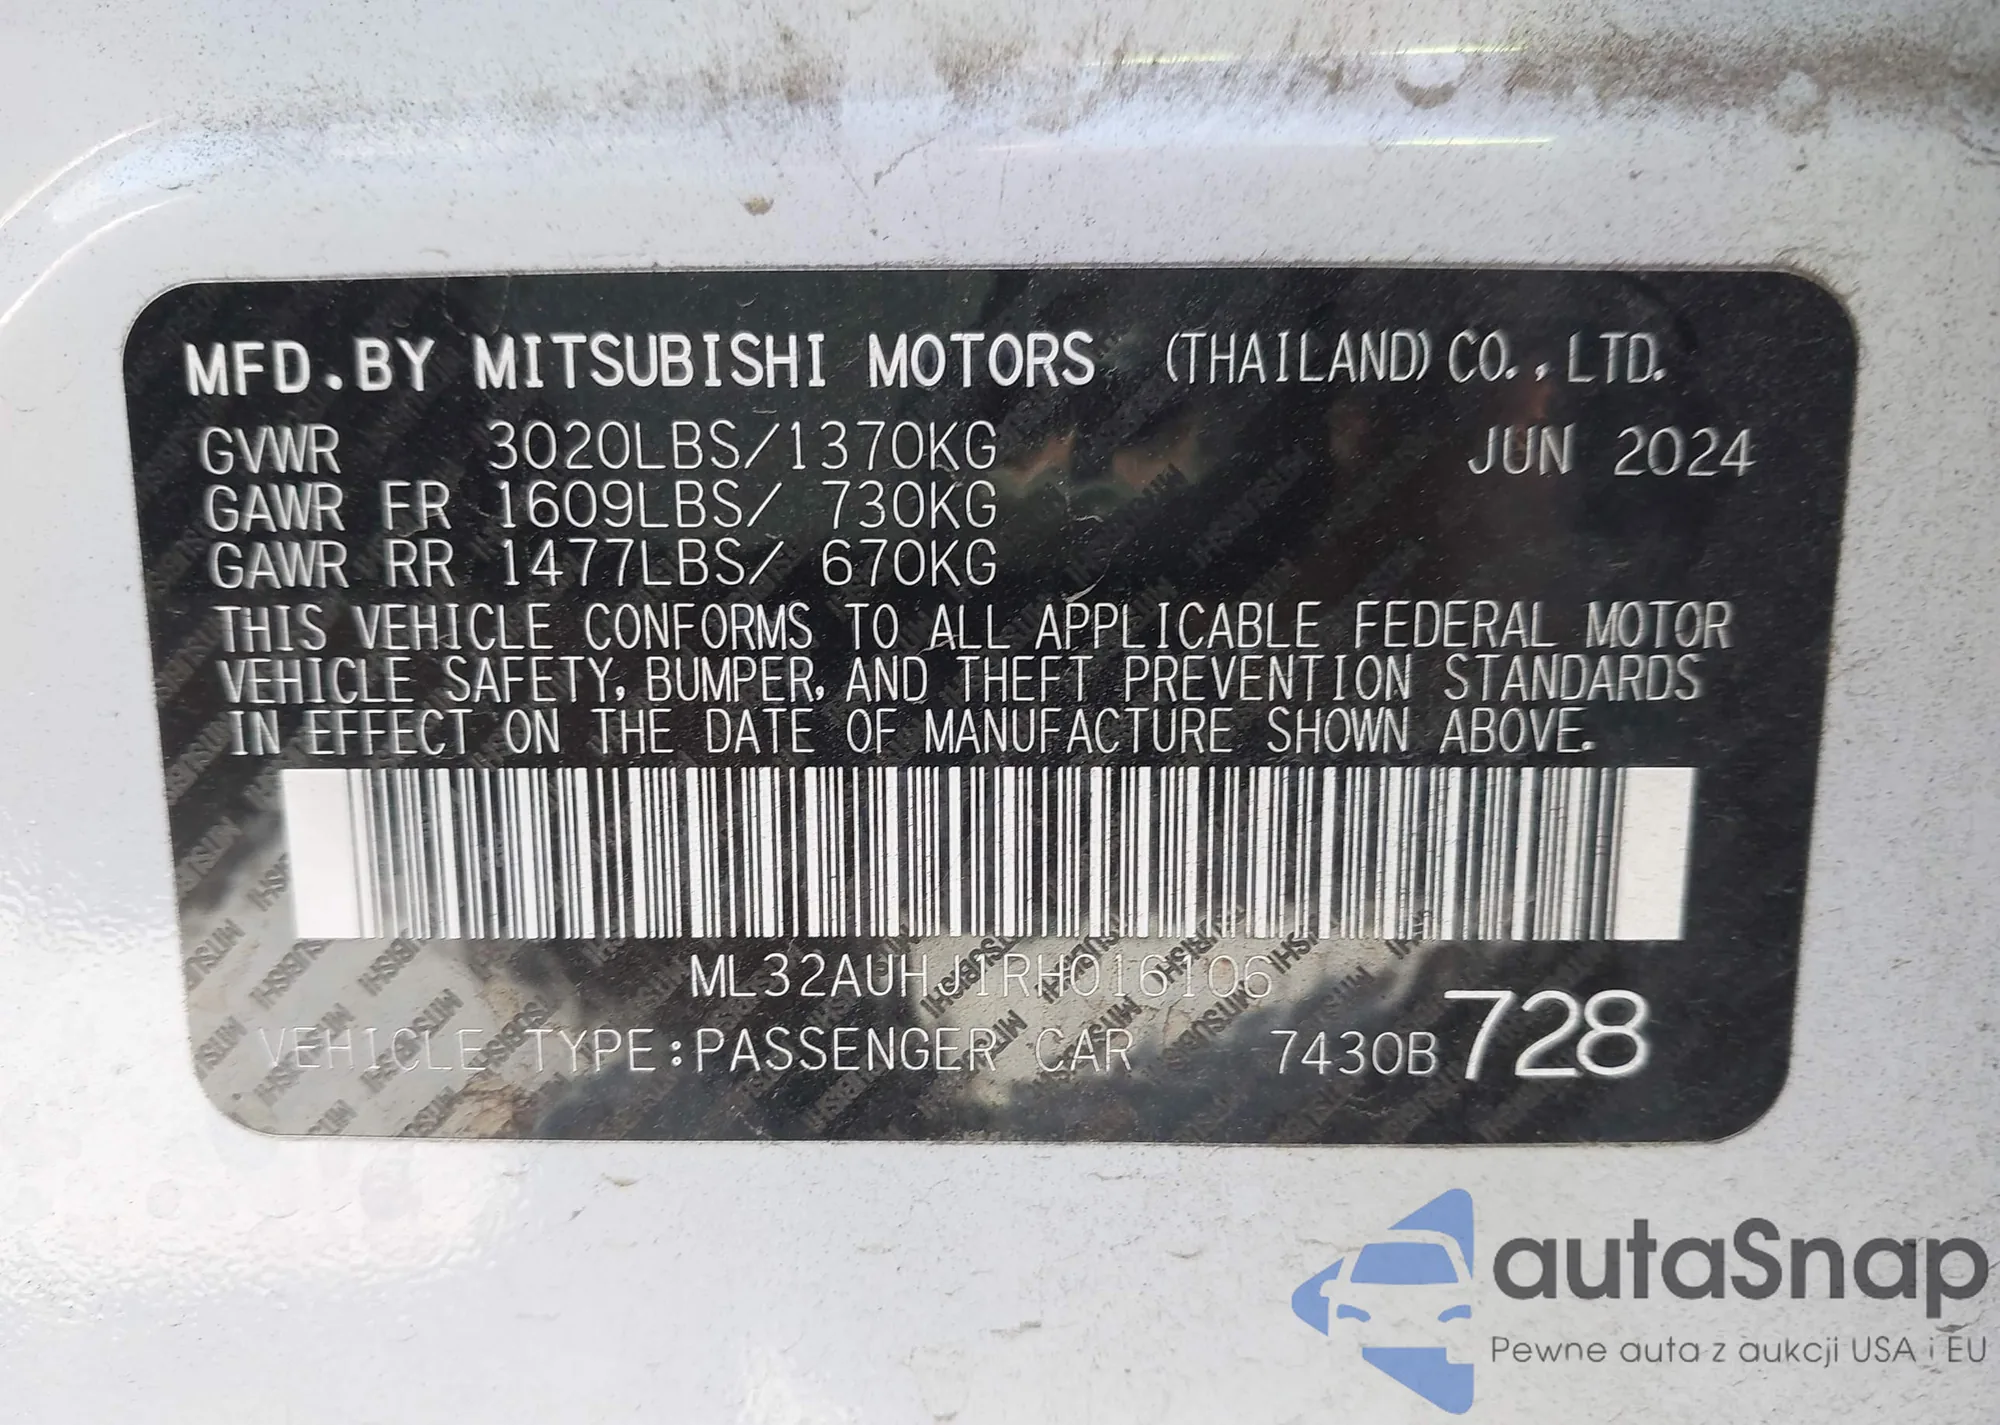 MFD.BY MITSUBISHI MOTORS (THAILAND) CO., LTD.
GVWR 3020LBS/1370KG JUN 2024
GAWR FR 1609LBS/ 730KG
GAWR RR 1477LBS/ 670KG
THIS VEHICLE CONFORMS TO ALL APPLICABLE FEDERAL MOTOR
VEHICLE SAFETY, BUMPER, AND THEFT PREVENTION STANDARDS
IN EFFECT ON THE DATE OF MANUFACTURE SHOWN ABOVE.
ML32AUHJ1RH016106
VEHICLE TYPE:PASSENGER CAR 7430B 728
autaSnap
Pewne auta z aukcji USA i EU